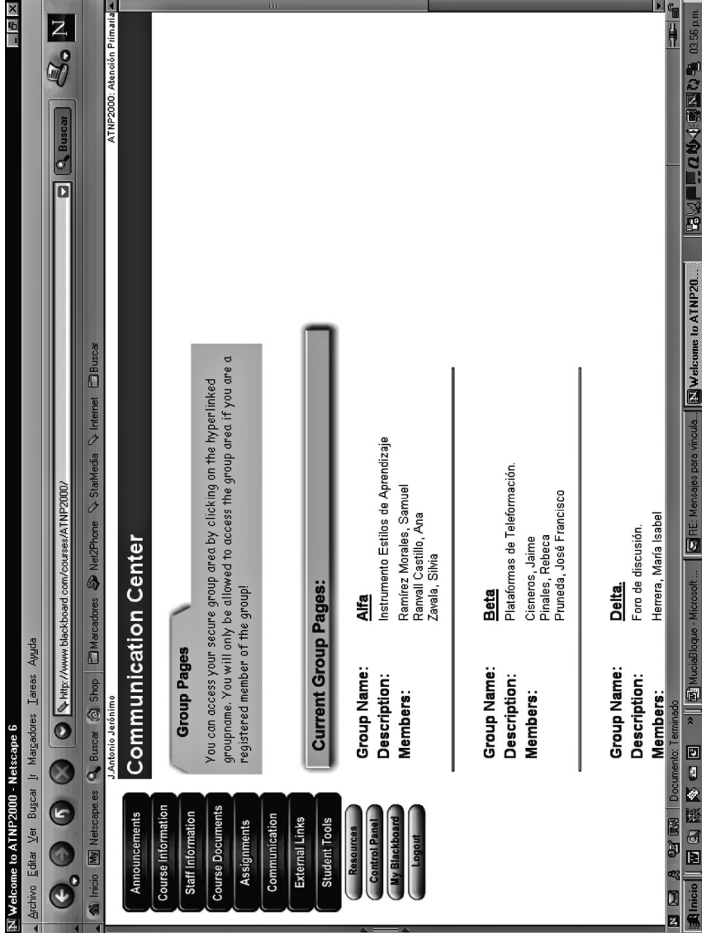 Welcome to ATNP2000 - Netscape 6
Archivo Editar Ver Buscar Ir Marcadores Tareas Ayuda
http://www.blackboard.com/courses/ATNP2000/
Buscar
Inicio Netscape.es Buscar Shop Marcadores Net2Phone StarMedia Internet Buscar
J.Antonio Jerónimo
ATNP2000: Atención Primaria
Announcements
Course Information
Staff Information
Course Documents
Assignments
Communication
External Links
Student Tools
Resources
Control Panel
My Blackboard
Logout
Communication Center
Group Pages
You can access your secure group area by clicking on the hyperlinked
groupname. You will only be allowed to access the group area if you are a
registered member of the group!
Current Group Pages:
Group Name: Alfa
Description: Instrumento Estilos de Aprendizaje
Members: Ramírez Morales, Samuel
Ranvall Castillo, Ana
Zavala, Silvia
Group Name: Beta
Description: Plataformas de Teleformación.
Members: Cisneros, Jaime
Pinales, Rebeca
Pruneda, José Francisco
Group Name: Delta.
Description: Foro de discusión.
Members: Herrera, María Isabel
Documento: Terminado
Inicio
MuciaBloque - Microsoft...
RE: Mensajes para vincula...
Welcome to ATNP20...
03:56 p.m.